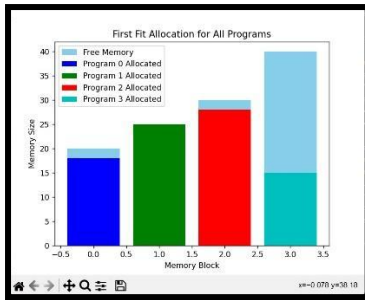 First Fit Allocation for All Programs
Free Memory
Program 0 Allocated
Program 1 Allocated
Program 2 Allocated
Program 3 Allocated
40
35
30
25
20
15
10
5
0
Memory Size
−0.5 0.0 0.5 1.0 1.5 2.0 2.5 3.0 3.5
Memory Block
x=−0.078 y=38.18